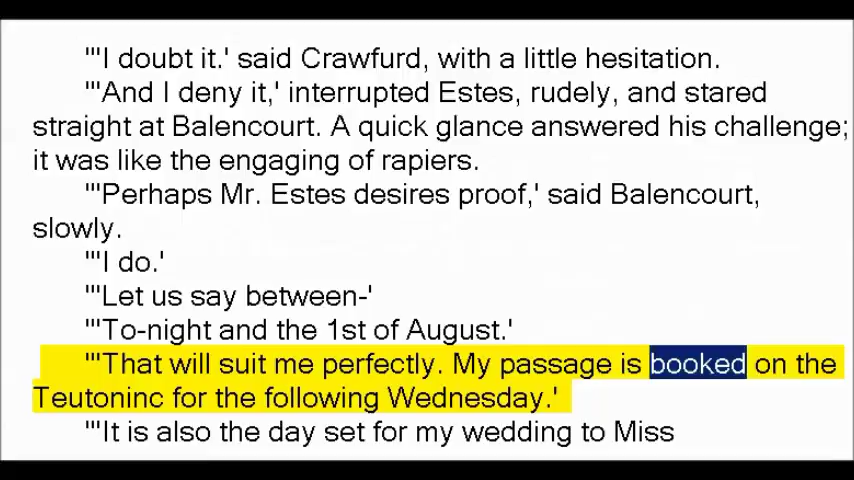 "'I doubt it.' said Crawfurd, with a little hesitation.
"'And I deny it,' interrupted Estes, rudely, and stared
straight at Balencourt. A quick glance answered his challenge;
it was like the engaging of rapiers.
"'Perhaps Mr. Estes desires proof,' said Balencourt,
slowly.
"'I do.'
"'Let us say between-'
"'To-night and the 1st of August.'
"'That will suit me perfectly. My passage is booked on the
Teutoninc for the following Wednesday.'
"'It is also the day set for my wedding to Miss